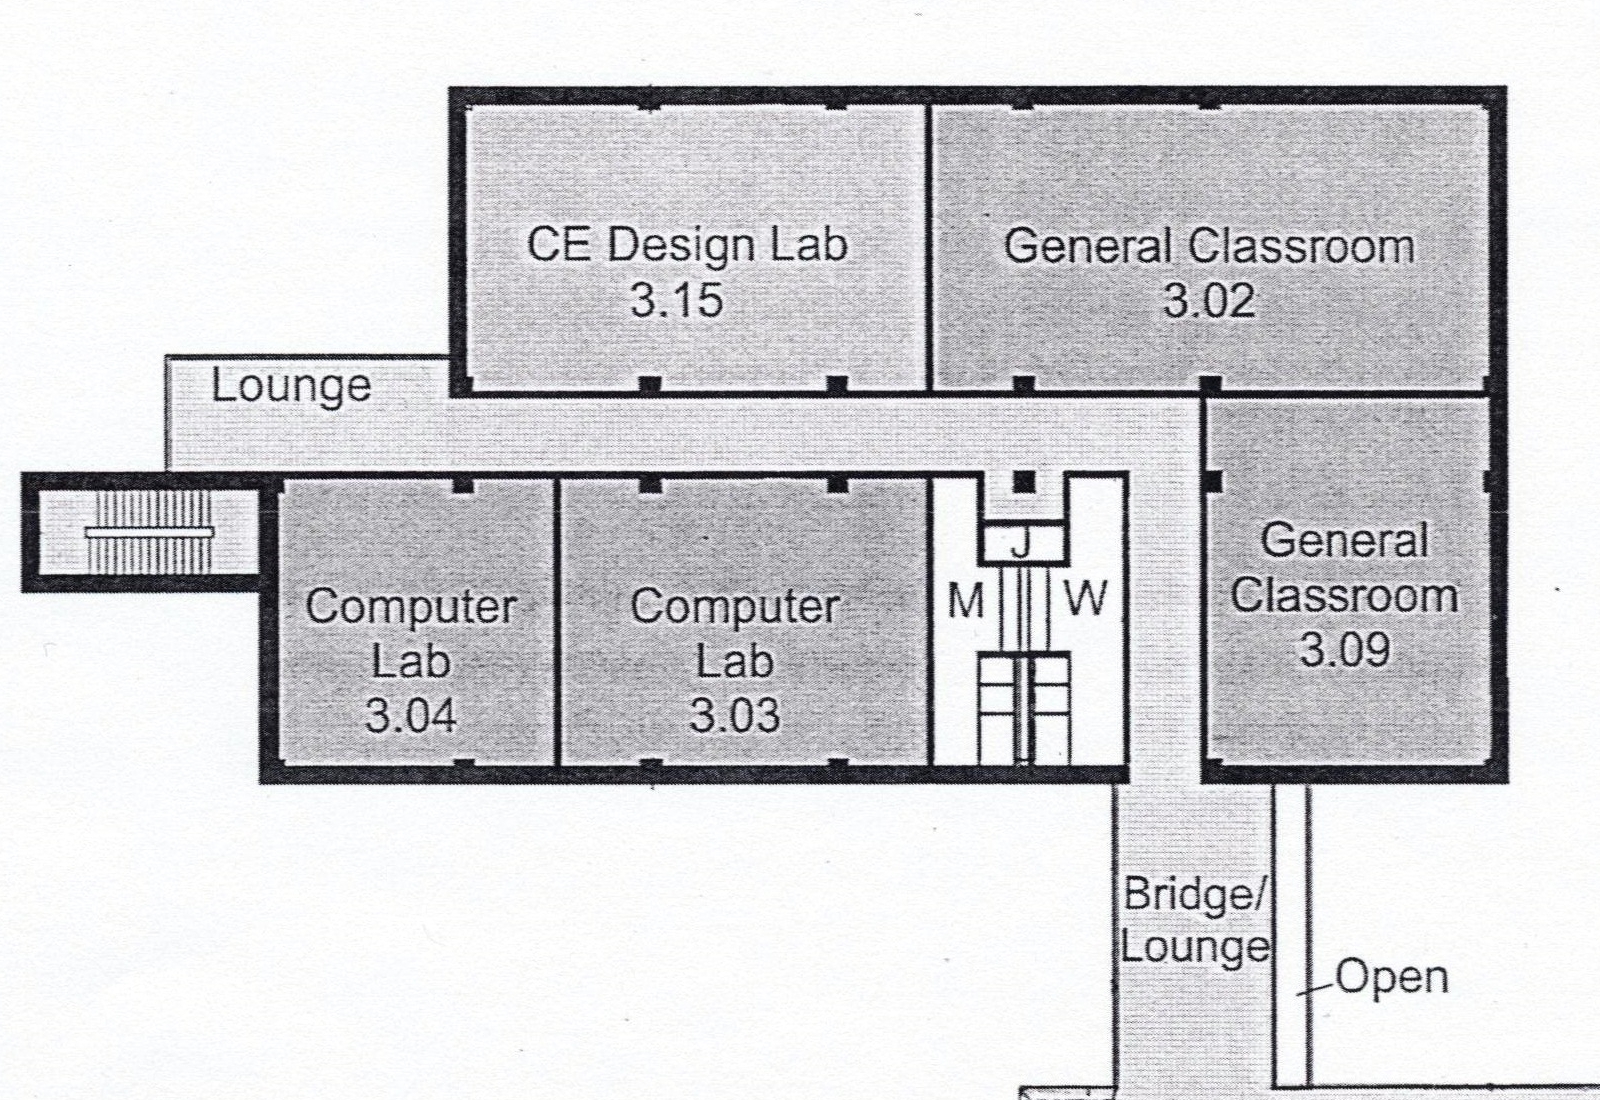 CE Design Lab
3.15
General Classroom
3.02
Lounge
Computer
Lab
3.04
Computer
Lab
3.03
J
M
W
General
Classroom
3.09
Bridge/
Lounge
Open